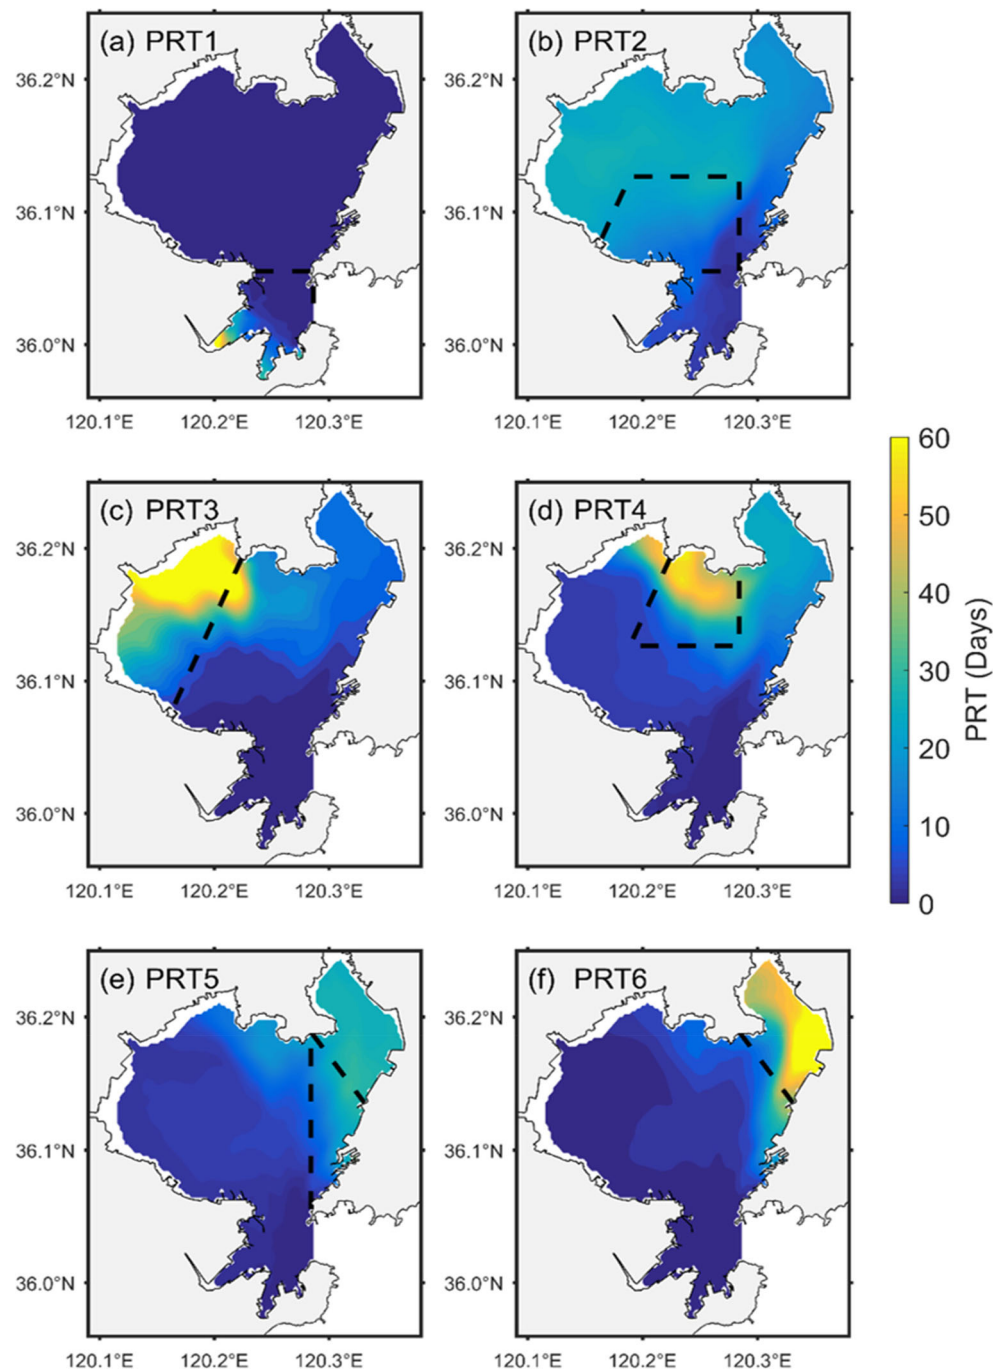 (a) PRT1
(b) PRT2
36.2°N
36.1°N
36.0°N
120.1°E
120.2°E
120.3°E
36.2°N
36.1°N
36.0°N
120.1°E
120.2°E
120.3°E
(c) PRT3
(d) PRT4
36.2°N
36.1°N
36.0°N
120.1°E
120.2°E
120.3°E
36.2°N
36.1°N
36.0°N
120.1°E
120.2°E
120.3°E
60
50
40
30
20
10
0
PRT (Days)
(e) PRT5
(f) PRT6
36.2°N
36.1°N
36.0°N
120.1°E
120.2°E
120.3°E
36.2°N
36.1°N
36.0°N
120.1°E
120.2°E
120.3°E